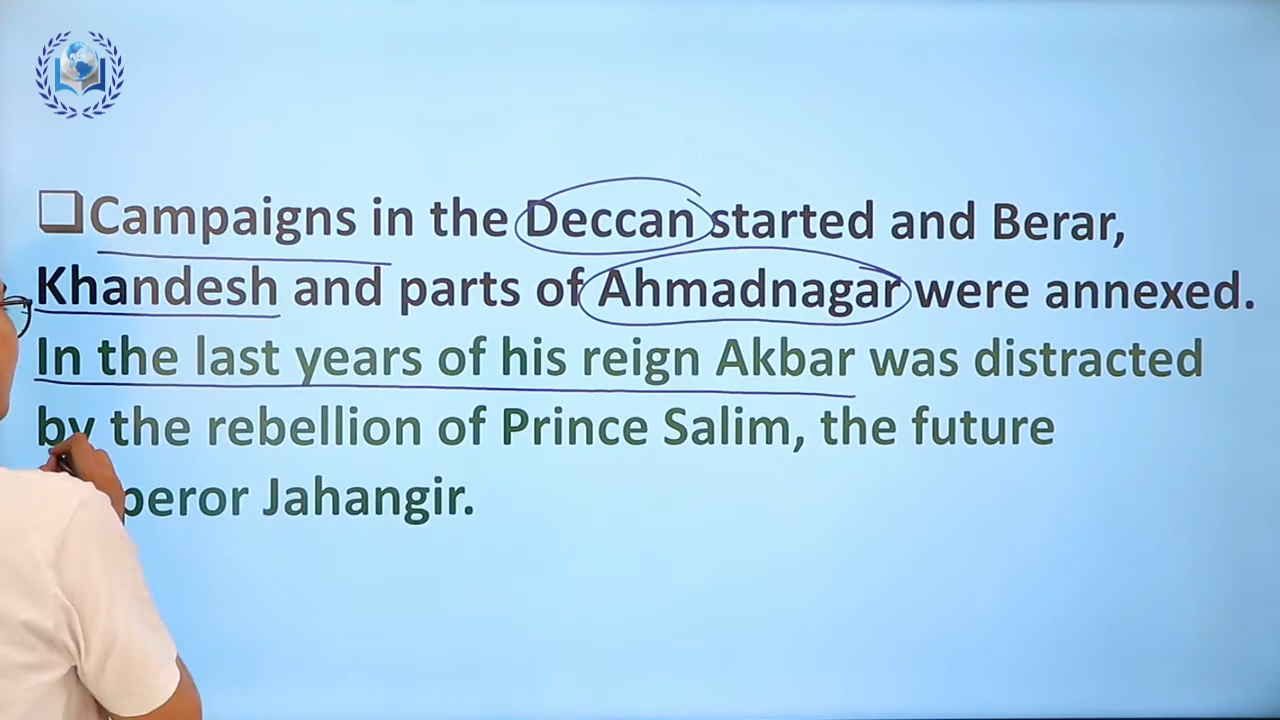 ❑Campaigns in the Deccan started and Berar,
Khandesh and parts of Ahmadnagar were annexed.
In the last years of his reign Akbar was distracted
by the rebellion of Prince Salim, the future
Jahangir.